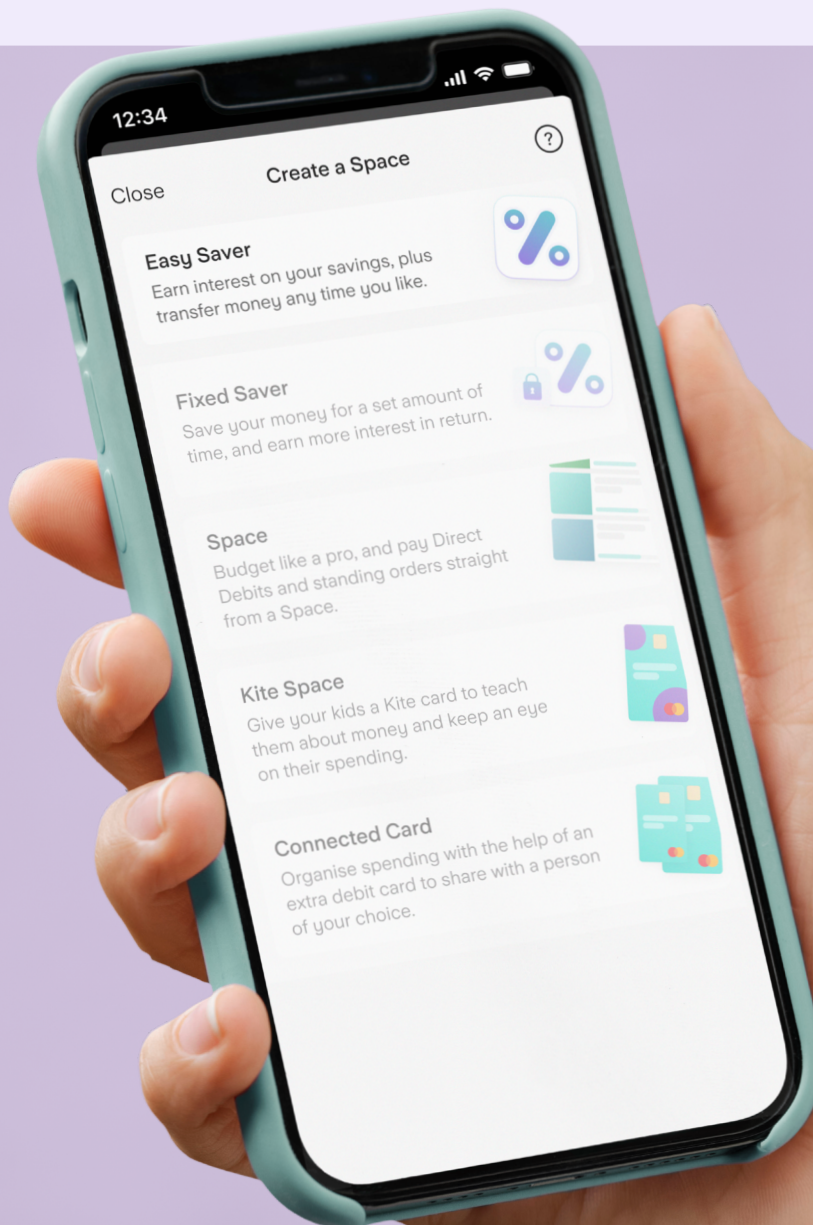 12:34
Close
Create a Space
?
Easy Saver
Earn interest on your savings, plus
transfer money any time you like.
Fixed Saver
Save your money for a set amount of
time, and earn more interest in return.
Space
Budget like a pro, and pay Direct
Debits and standing orders straight
from a Space.
Kite Space
Give your kids a Kite card to teach
them about money and keep an eye
on their spending.
Connected Card
Organise spending with the help of an
extra debit card to share with a person
of your choice.